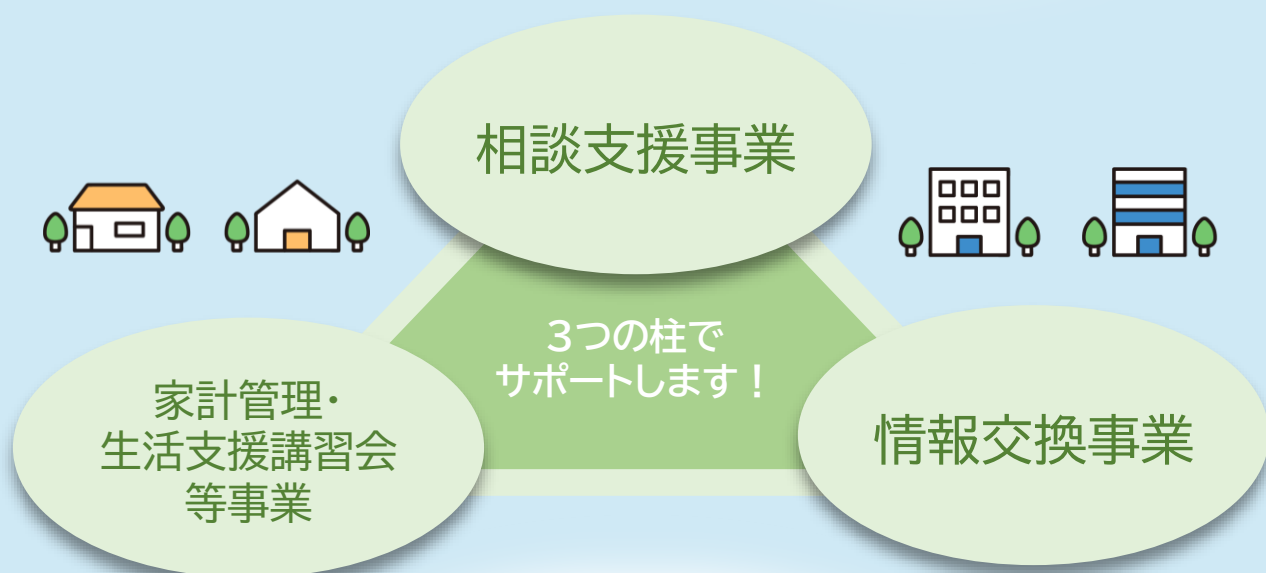 相談支援事業
3つの柱で
サポートします！
家計管理・
生活支援講習会
等事業
情報交換事業